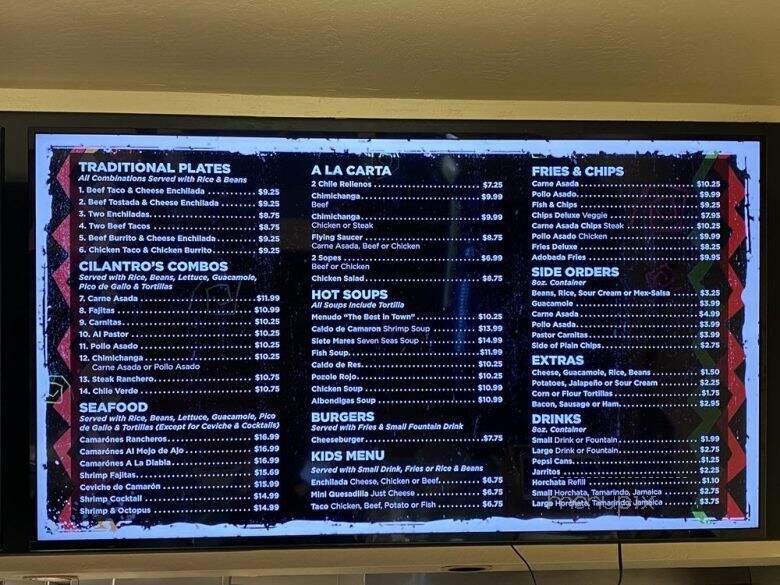 TRADITIONAL PLATES
All Combinations Served with Rice & Beans
1. Beef Taco & Cheese Enchilada $9.25
2. Beef Tostada & Cheese Enchilada $9.25
3. Two Enchiladas $8.75
4. Two Beef Tacos $8.75
5. Beef Burrito & Cheese Enchilada $9.25
6. Chicken Taco & Chicken Burrito $9.25
CILANTRO'S COMBOS
Served with Rice, Beans, Lettuce, Guacamole,
Pico de Gallo & Tortillas
7. Carne Asada $11.99
8. Fajitas $10.99
9. Carnitas $10.25
10. Al Pastor $10.25
11. Pollo Asado $10.25
12. Chimichanga $10.25
Carne Asada or Pollo Asado
13. Steak Ranchero $10.75
14. Chile Verde $10.75
SEAFOOD
Served with Rice, Beans, Lettuce, Guacamole, Pico
de Gallo & Tortillas (Except for Ceviche & Cocktails)
Camarónes Rancheros $16.99
Camarónes Al Mojo de Ajo $16.99
Camarónes A La Diabla $16.99
Shrimp Fajitas $15.69
Ceviche de Camarón $15.99
Shrimp Cocktail $14.99
Shrimp & Octopus $14.99
A LA CARTA
2 Chile Rellenos $7.25
Chimichanga $9.99
Beef
Chimichanga $9.99
Chicken or Steak
Flying Saucer $8.75
Carne Asada, Beef or Chicken
2 Sopes $6.99
Beef or Chicken
Chicken Salad $8.75
HOT SOUPS
All Soups Include Tortilla
Menudo "The Best in Town" $10.25
Caldo de Camaron Shrimp Soup $13.99
Siete Mares Seven Seas Soup $14.99
Fish Soup $11.99
Caldo de Res $10.25
Pozole Rojo $10.25
Chicken Soup $10.99
Albondigas Soup $10.99
BURGERS
Served with Fries & Small Fountain Drink
Cheeseburger $7.75
KIDS MENU
Served with Small Drink, Fries or Rice & Beans
Enchilada Cheese, Chicken or Beef $6.75
Mini Quesadilla Just Cheese $6.75
Taco Chicken, Beef, Potato or Fish $6.75
FRIES & CHIPS
Carne Asada $10.25
Pollo Asado $9.99
Fish & Chips $9.25
Chips Deluxe Veggie $7.95
Carne Asada Chips Steak $10.25
Pollo Asado Chicken $9.99
Fries Deluxe $8.25
Adobada Fries $9.95
SIDE ORDERS
8oz. Container
Beans, Rice, Sour Cream or Mex-Salsa $3.25
Guacamole $3.99
Carne Asada $4.99
Pollo Asada $3.99
Pastor Carnitas $3.99
Side of Plain Chips $2.75
EXTRAS
Cheese, Guacamole, Rice, Beans $1.50
Potatoes, Jalapeño or Sour Cream $2.25
Corn or Flour Tortillas $1.75
Bacon, Sausage or Ham $2.95
DRINKS
8oz. Container
Small Drink or Fountain $1.99
Large Drink or Fountain $2.75
Pepsi Cans $1.25
Jarritos $2.25
Horchata Refill $1.10
Small Horchata, Tamarindo, Jamaica $2.75
Large Horchata, Tamarindo, Jamaica $3.75
menupix